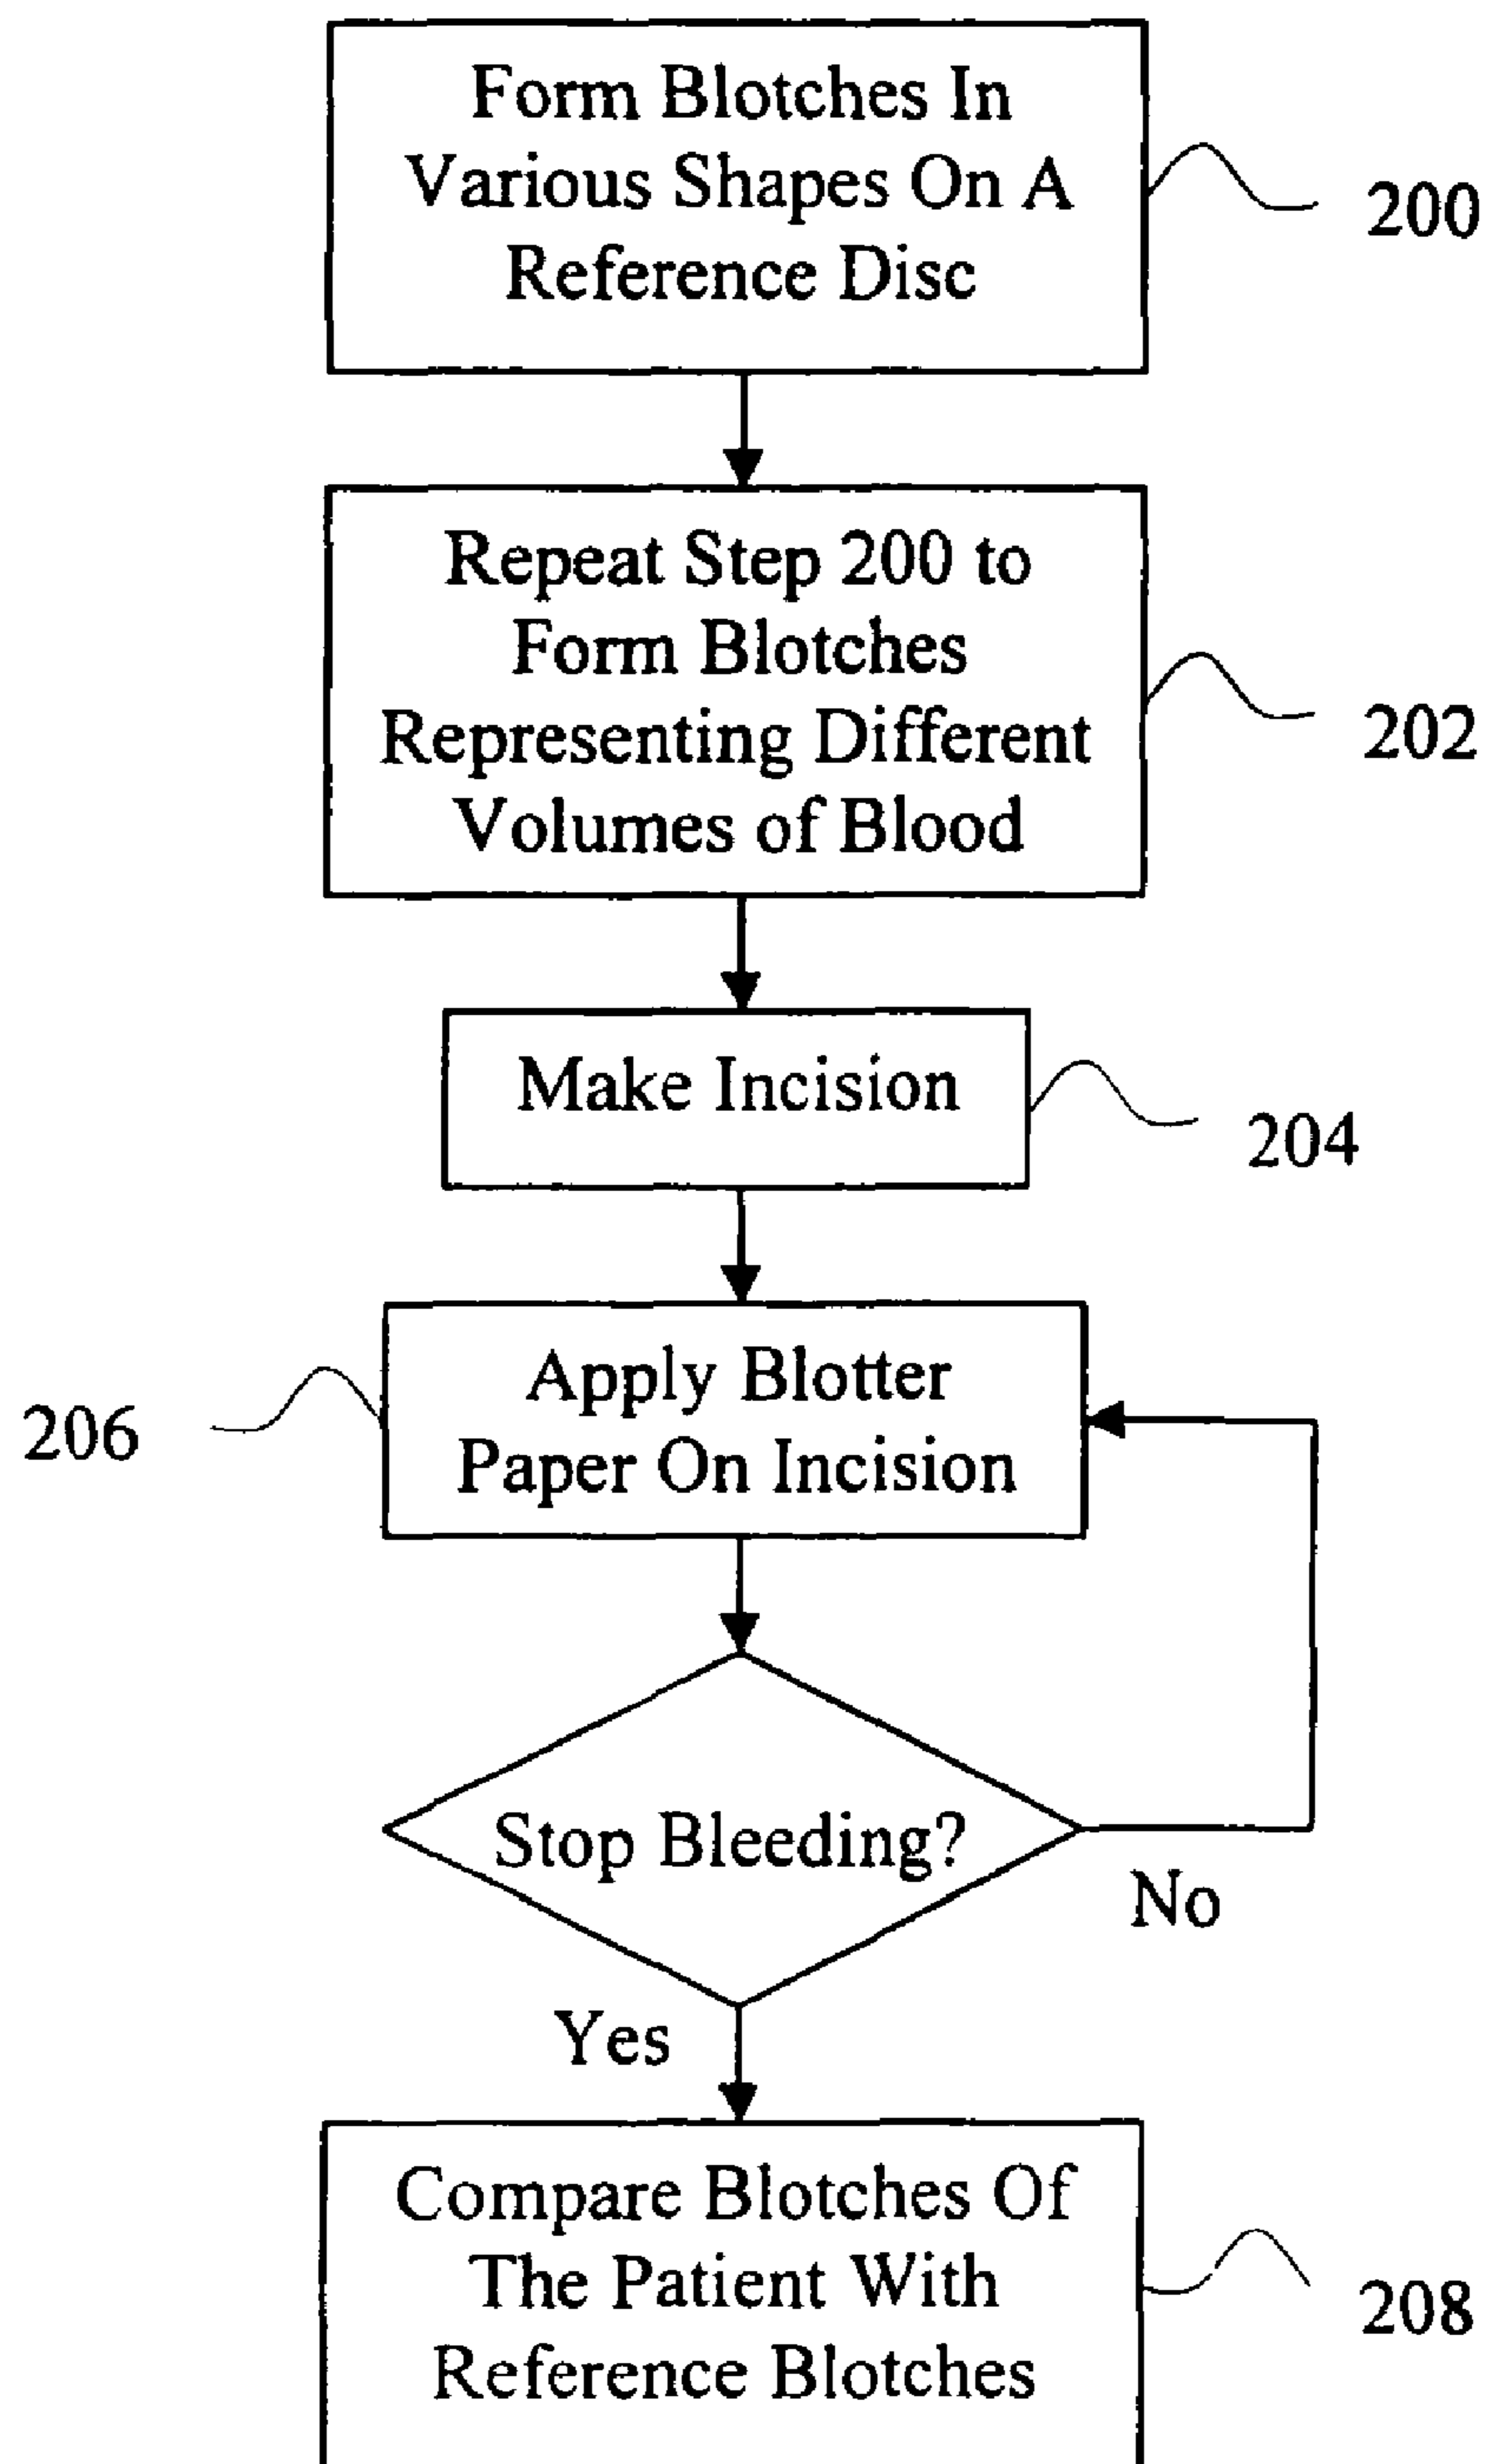 Form Blotches In
Various Shapes On A
Reference Disc
200
Repeat Step 200 to
Form Blotches
Representing Different
Volumes of Blood
202
Make Incision
204
Apply Blotter
Paper On Incision
206
Stop Bleeding?
No
Yes
Compare Blotches Of
The Patient With
Reference Blotches
208